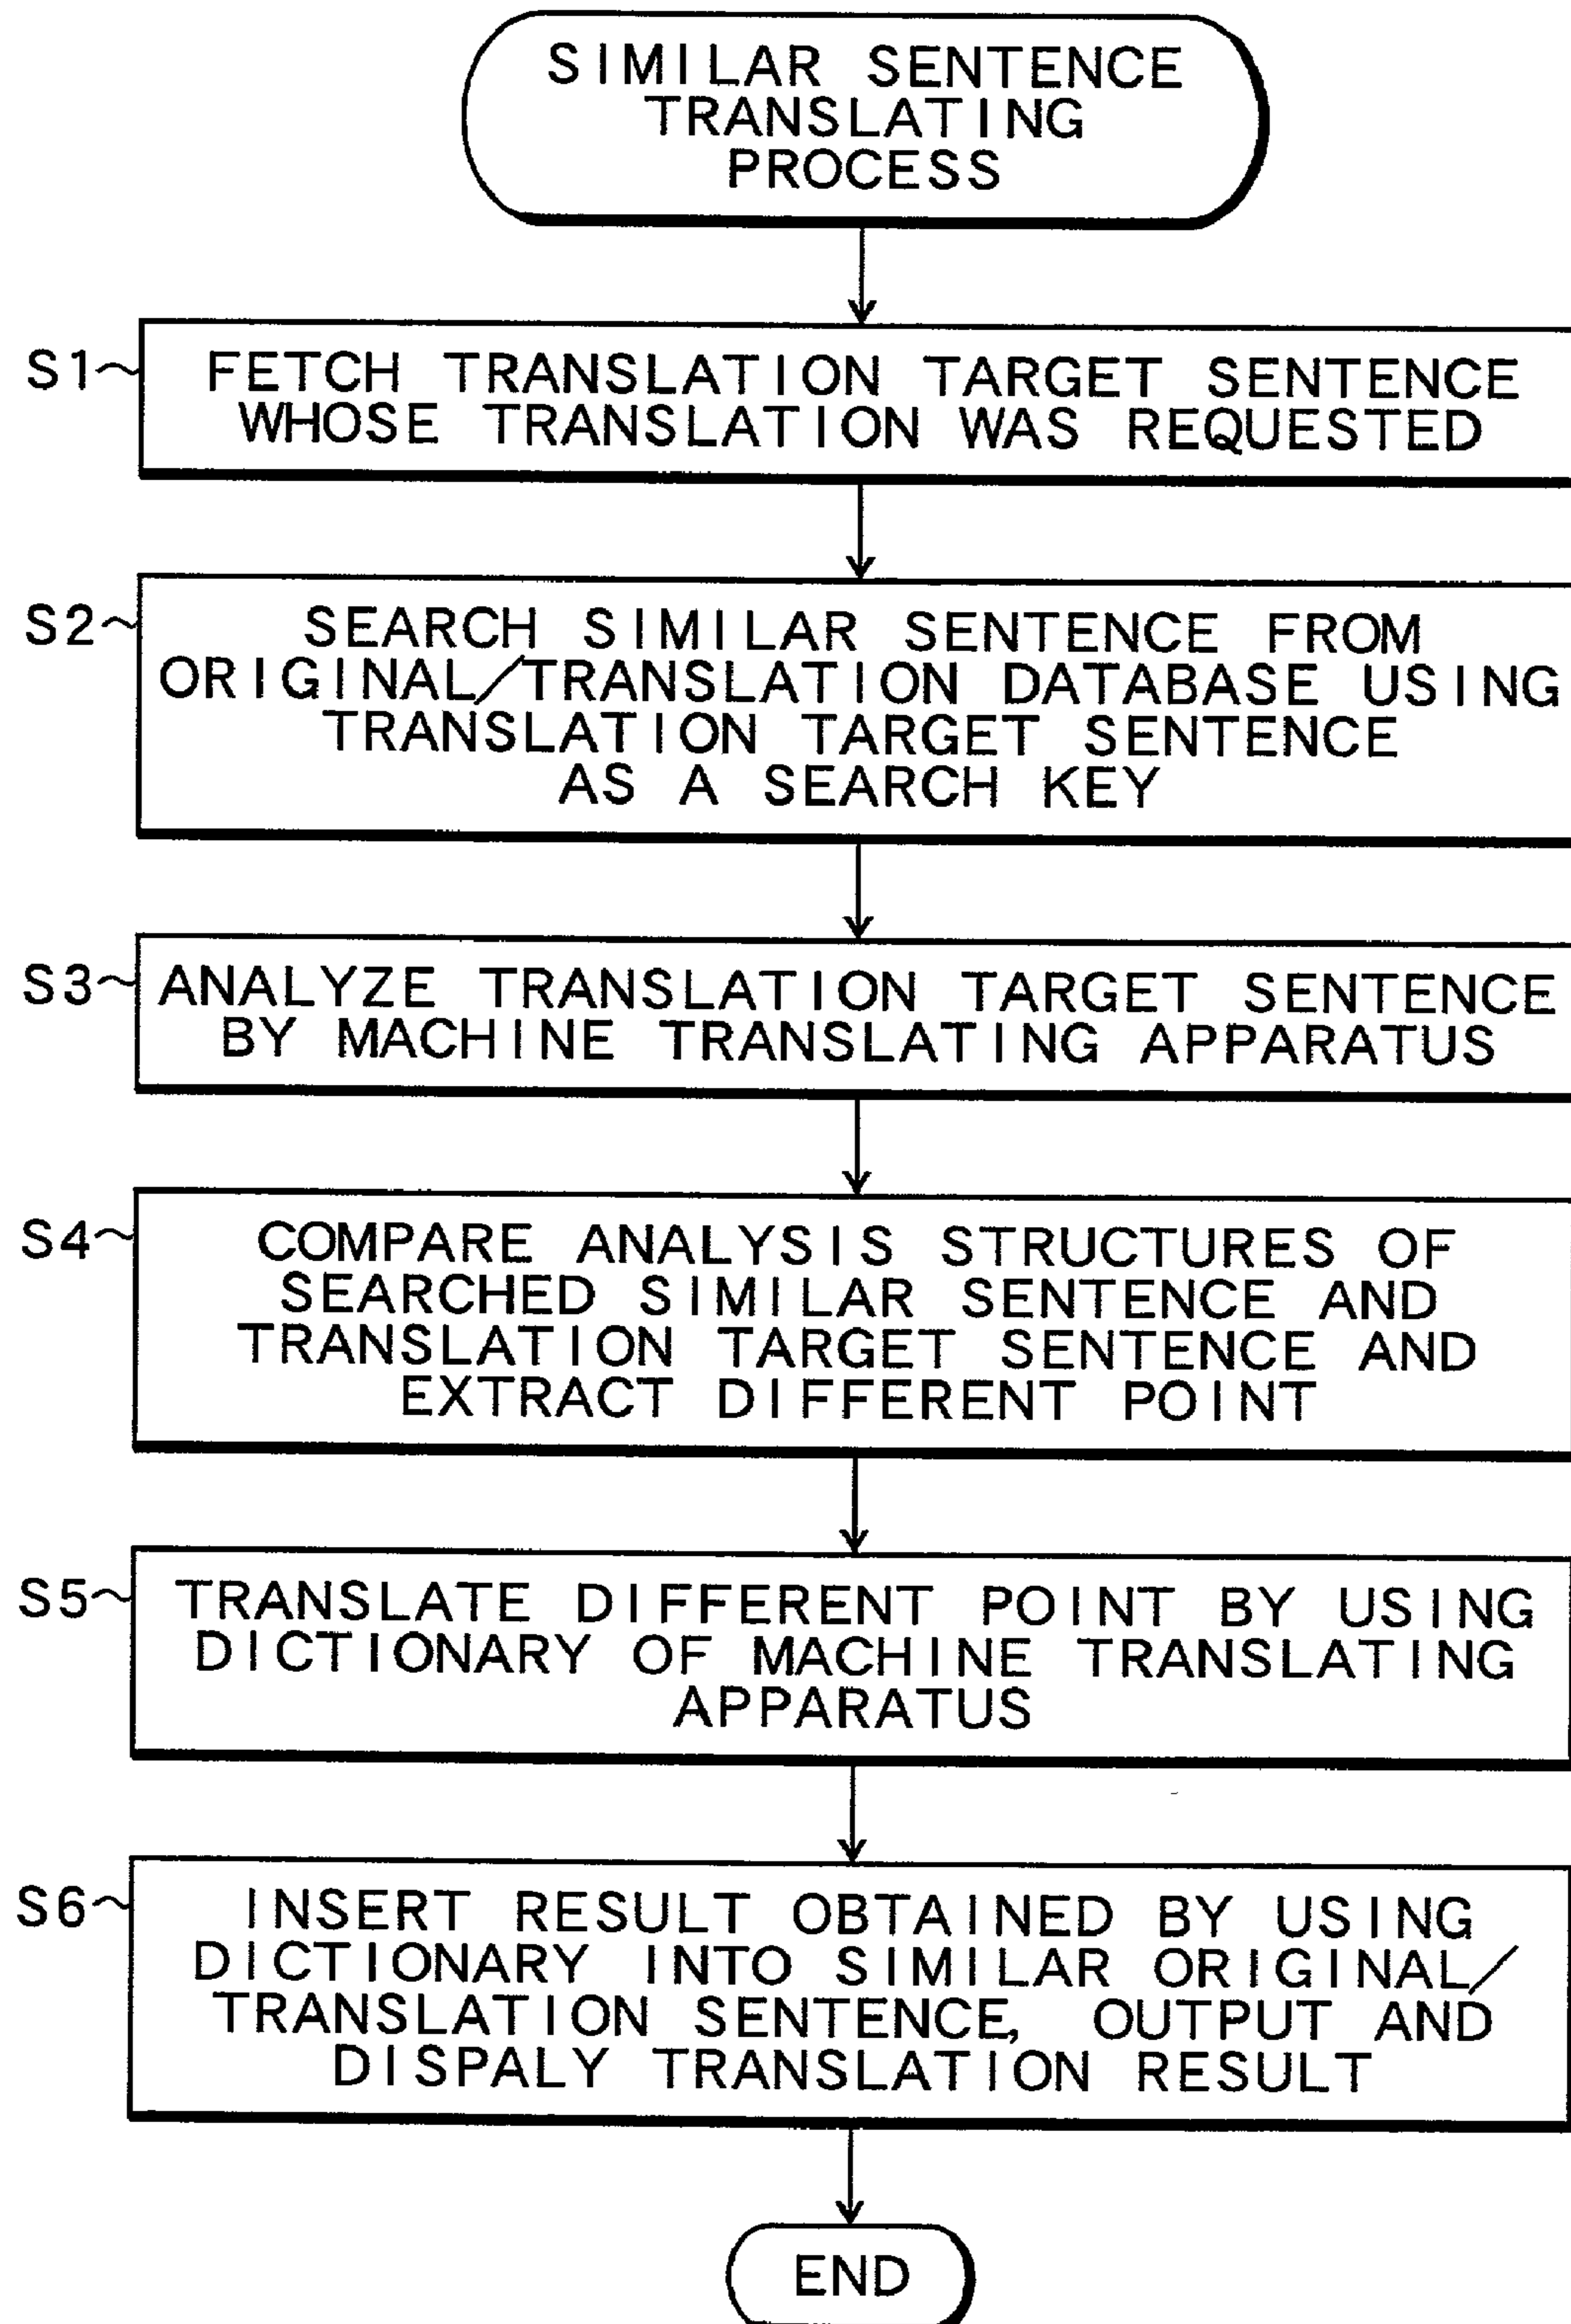 SIMILAR SENTENCE
TRANSLATING
PROCESS
S1
FETCH TRANSLATION TARGET SENTENCE
WHOSE TRANSLATION WAS REQUESTED
S2
SEARCH SIMILAR SENTENCE FROM
ORIGINAL/TRANSLATION DATABASE USING
TRANSLATION TARGET SENTENCE
AS A SEARCH KEY
S3
ANALYZE TRANSLATION TARGET SENTENCE
BY MACHINE TRANSLATING APPARATUS
S4
COMPARE ANALYSIS STRUCTURES OF
SEARCHED SIMILAR SENTENCE AND
TRANSLATION TARGET SENTENCE AND
EXTRACT DIFFERENT POINT
S5
TRANSLATE DIFFERENT POINT BY USING
DICTIONARY OF MACHINE TRANSLATING
APPARATUS
S6
INSERT RESULT OBTAINED BY USING
DICTIONARY INTO SIMILAR ORIGINAL/
TRANSLATION SENTENCE, OUTPUT AND
DISPALY TRANSLATION RESULT
END